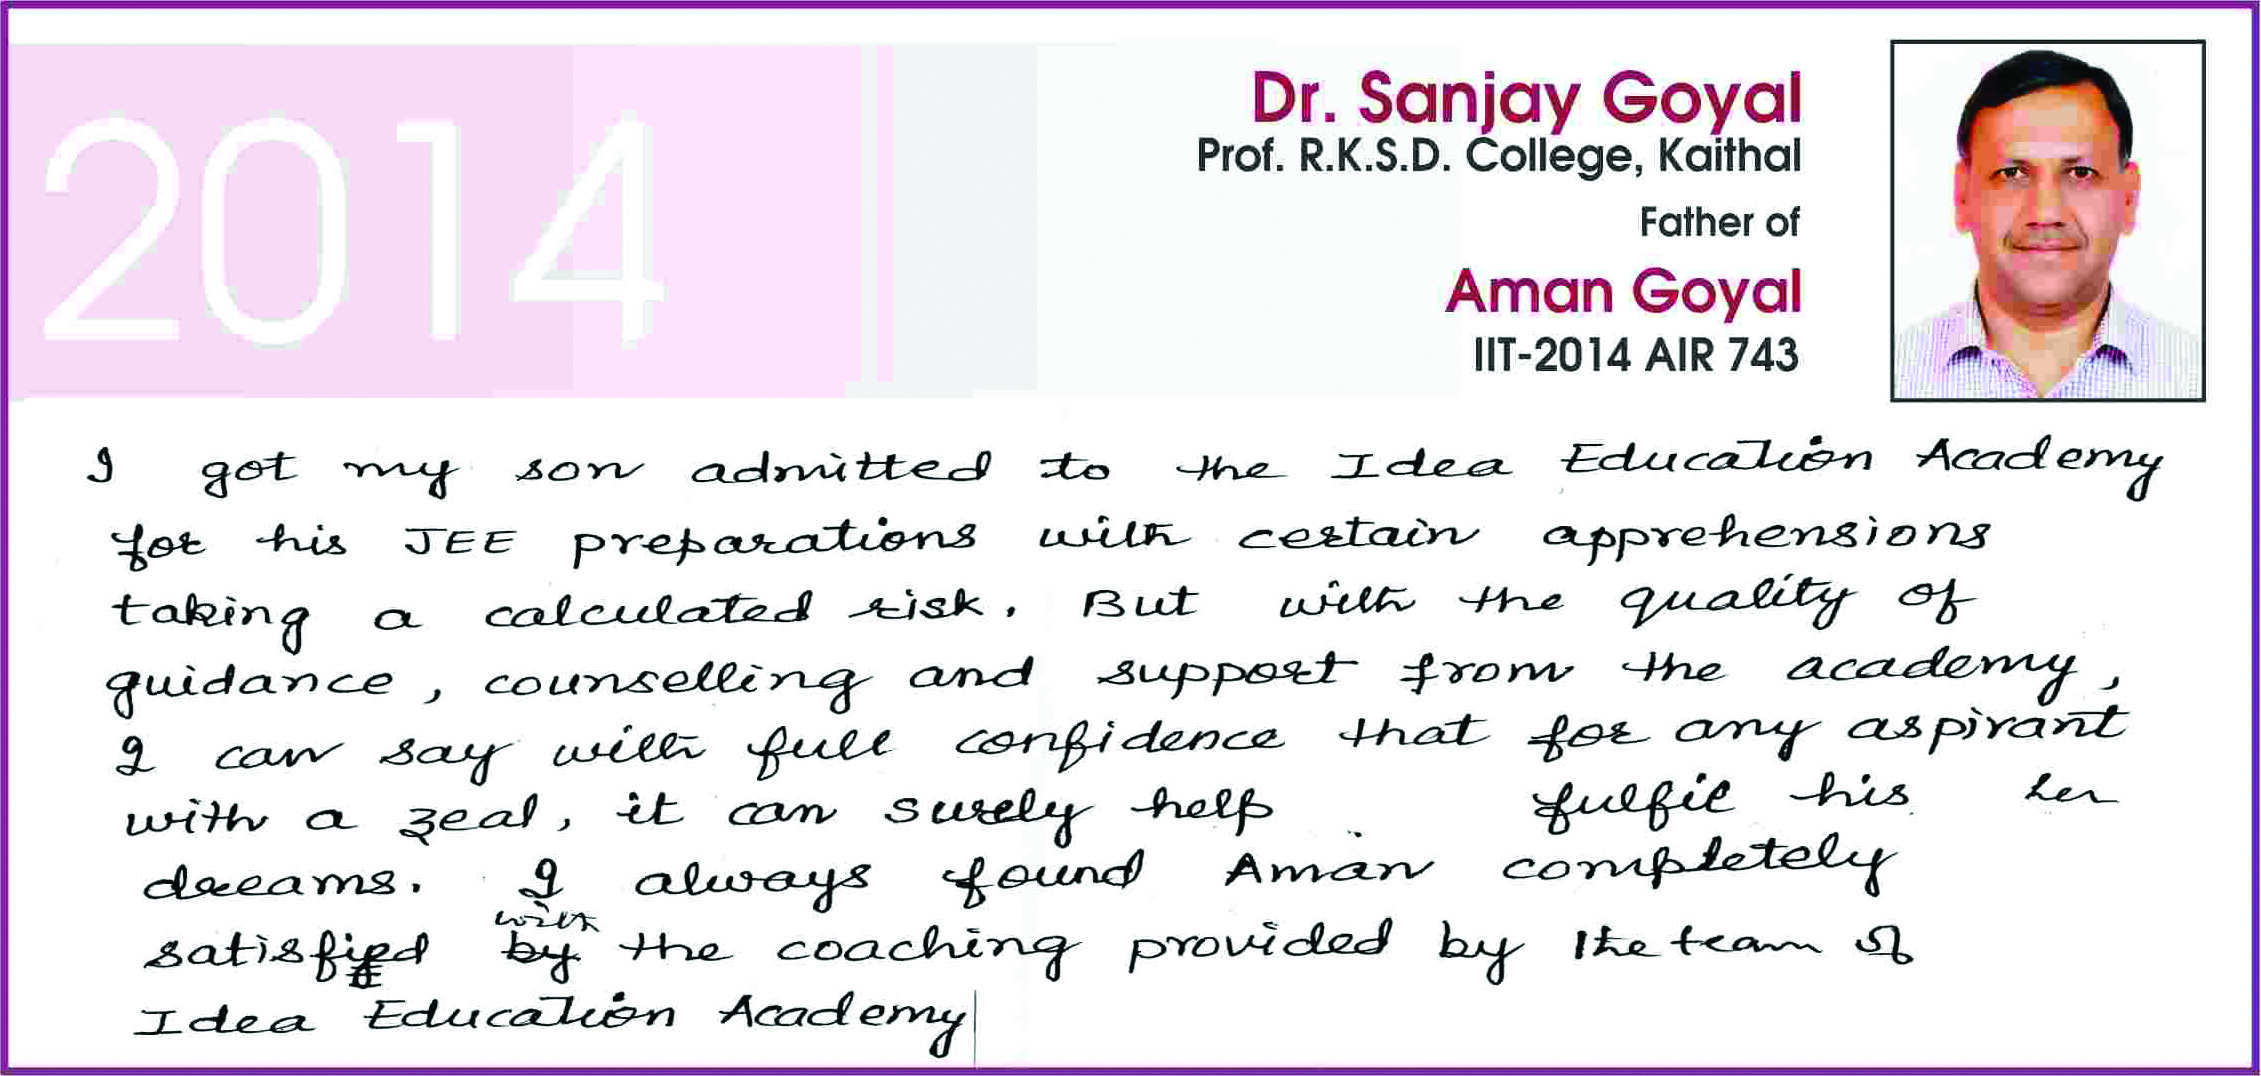 2014
Dr. Sanjay Goyal
Prof. R.K.S.D. College, Kaithal
Father of
Aman Goyal
IIT-2014 AIR 743
I got my son admitted to the Idea Education Academy
for his JEE preparations with certain apprehensions
taking a calculated risk. But with the quality of
guidance, counselling and support from the academy,
I can say with full confidence that for any aspirant
with a zeal, it can surely help fulfil his her
dreams. I always found Aman completely
with
satisfied by the coaching provided by the team of
Idea Education Academy